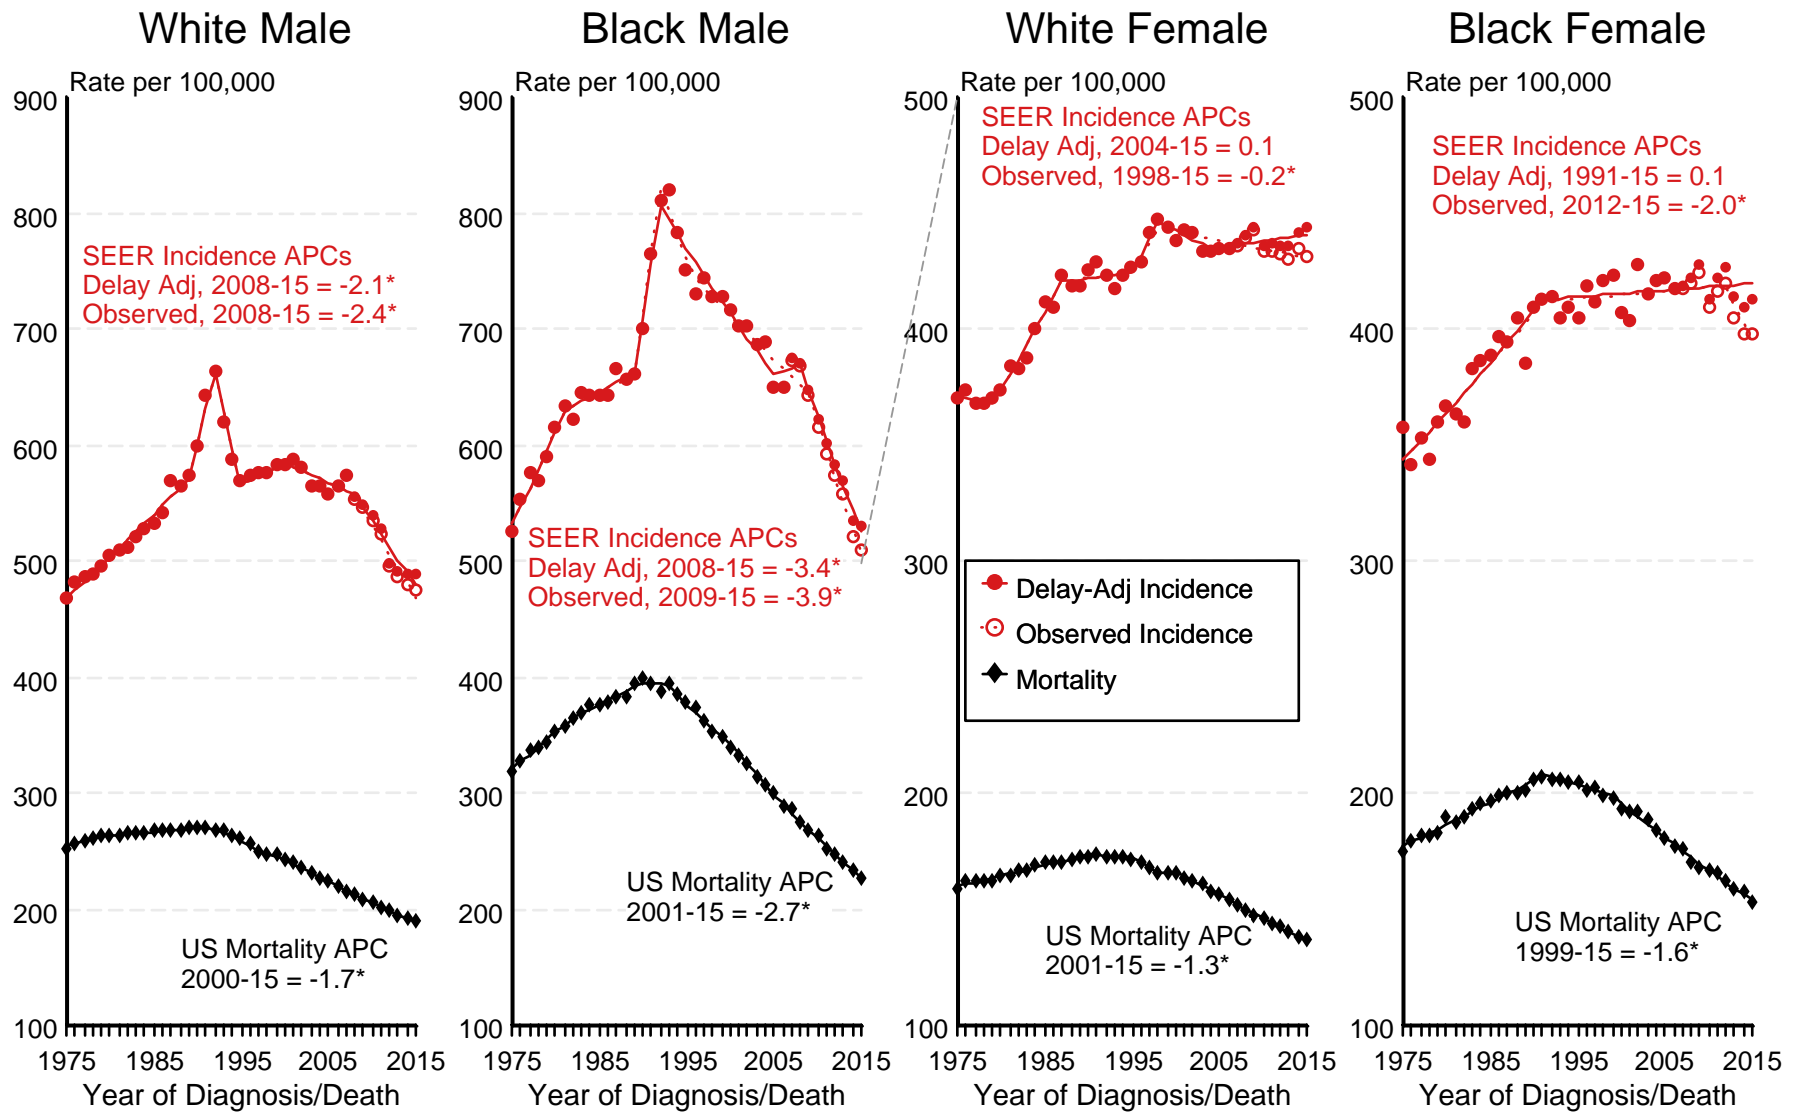 White Male
Rate per 100,000
900
800
700
600
500
400
300
200
100
SEER Incidence APCs
Delay Adj, 2008-15 = -2.1*
Observed, 2008-15 = -2.4*
US Mortality APC
2000-15 = -1.7*
1975 1985 1995 2005 2015
Year of Diagnosis/Death
Black Male
Rate per 100,000
900
800
700
600
500
400
300
200
100
SEER Incidence APCs
Delay Adj, 2008-15 = -3.4*
Observed, 2009-15 = -3.9*
US Mortality APC
2001-15 = -2.7*
1975 1985 1995 2005 2015
Year of Diagnosis/Death
White Female
Rate per 100,000
500
400
300
200
100
SEER Incidence APCs
Delay Adj, 2004-15 = 0.1
Observed, 1998-15 = -0.2*
Delay-Adj Incidence
Observed Incidence
Mortality
US Mortality APC
2001-15 = -1.3*
1975 1985 1995 2005 2015
Year of Diagnosis/Death
Black Female
Rate per 100,000
500
400
300
200
100
SEER Incidence APCs
Delay Adj, 1991-15 = 0.1
Observed, 2012-15 = -2.0*
US Mortality APC
1999-15 = -1.6*
1975 1985 1995 2005 2015
Year of Diagnosis/Death